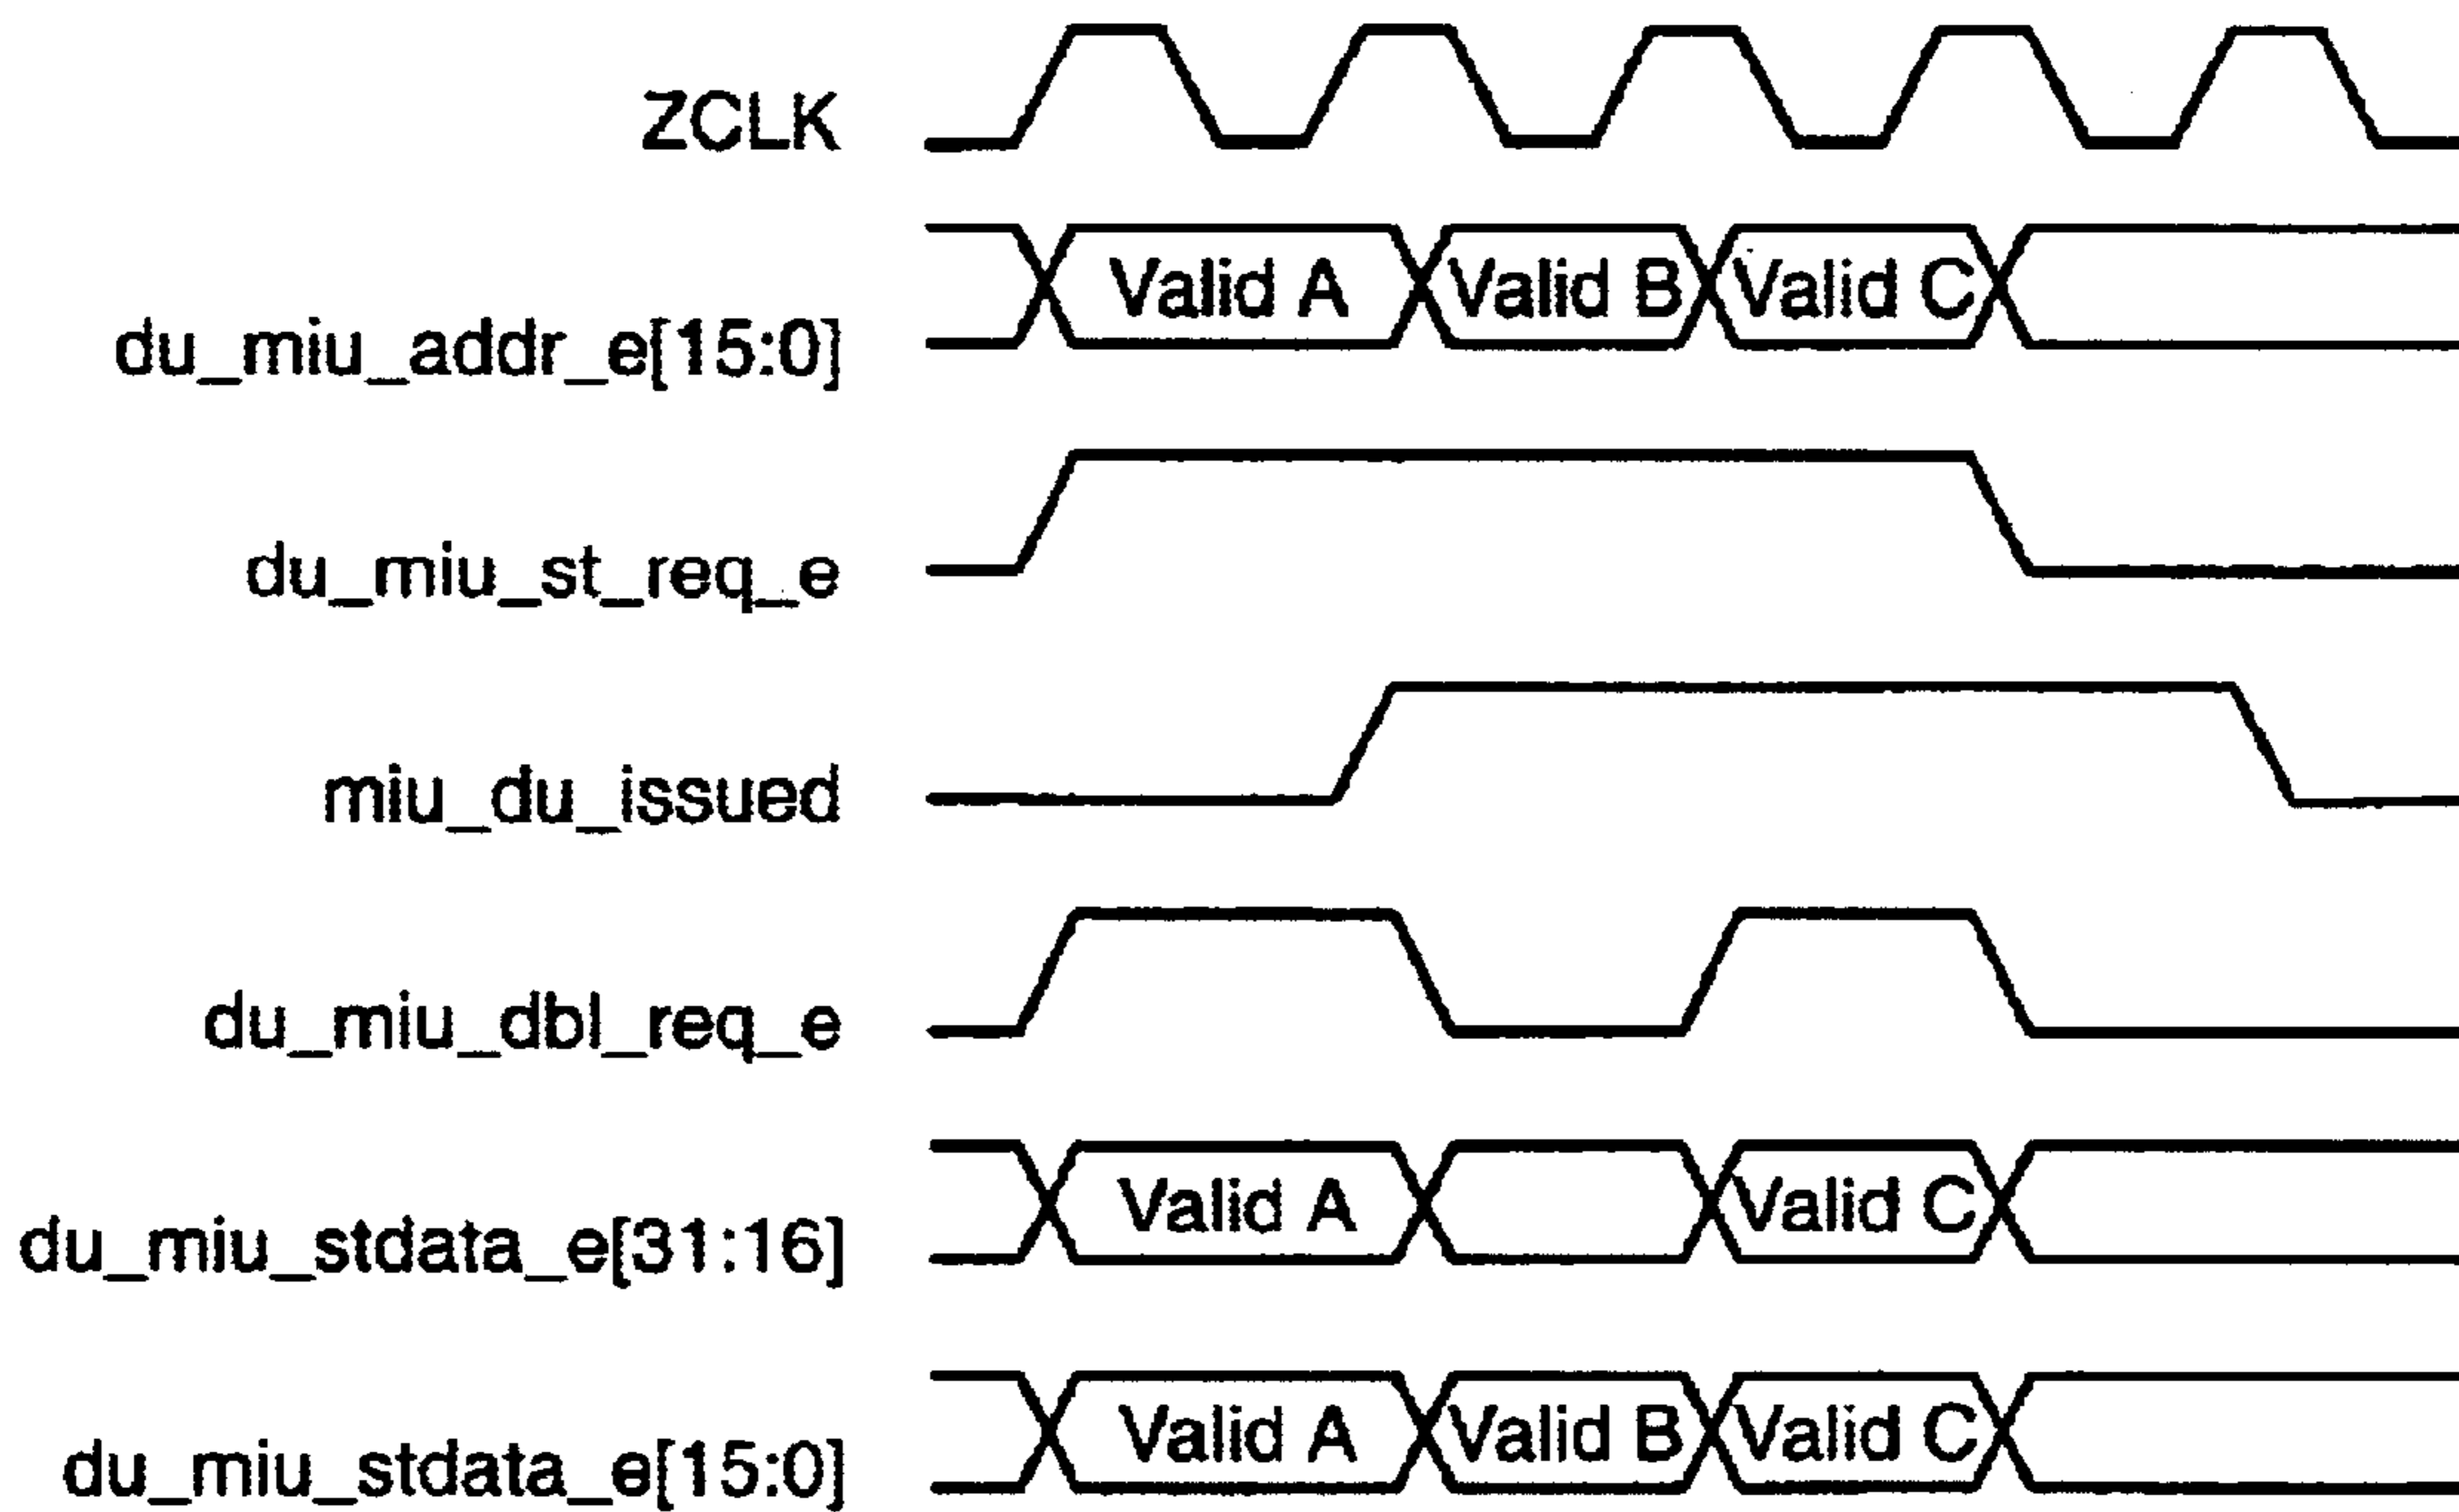 ZCLK
du_miu_addr_e[15:0]
Valid A Valid B Valid C
du_miu_st_req_e
miu_du_issued
du_miu_dbl_req_e
du_miu_stdata_e[31:16]
Valid A Valid C
du_miu_stdata_e[15:0]
Valid A Valid B Valid C